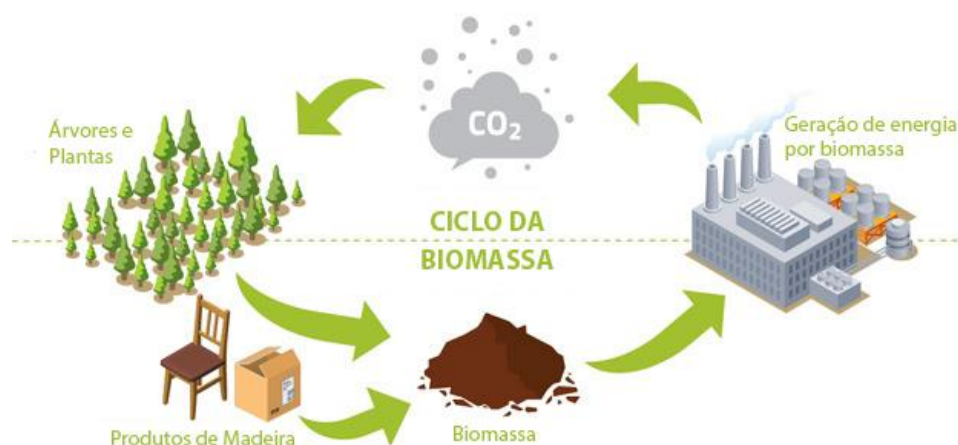 CO₂
Árvores e
Plantas
Geração de energia
por biomassa
CICLO DA
BIOMASSA
Produtos de Madeira
Biomassa